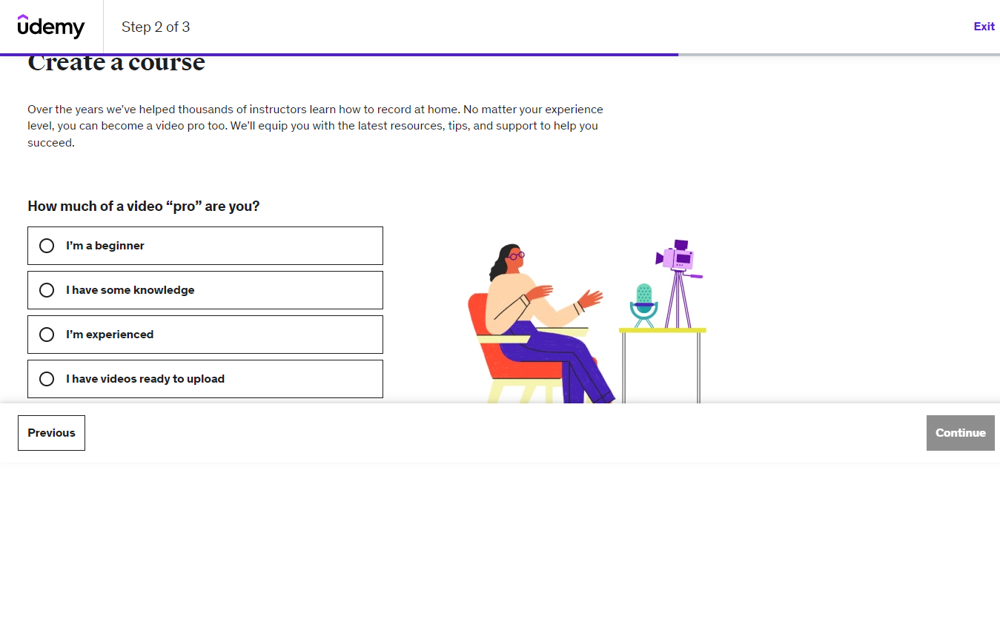 udemy
Step 2 of 3
Exit
Create a course
Over the years we’ve helped thousands of instructors learn how to record at home. No matter your experience
level, you can become a video pro too. We’ll equip you with the latest resources, tips, and support to help you
succeed.
How much of a video “pro” are you?
I’m a beginner
I have some knowledge
I’m experienced
I have videos ready to upload
Previous
Continue